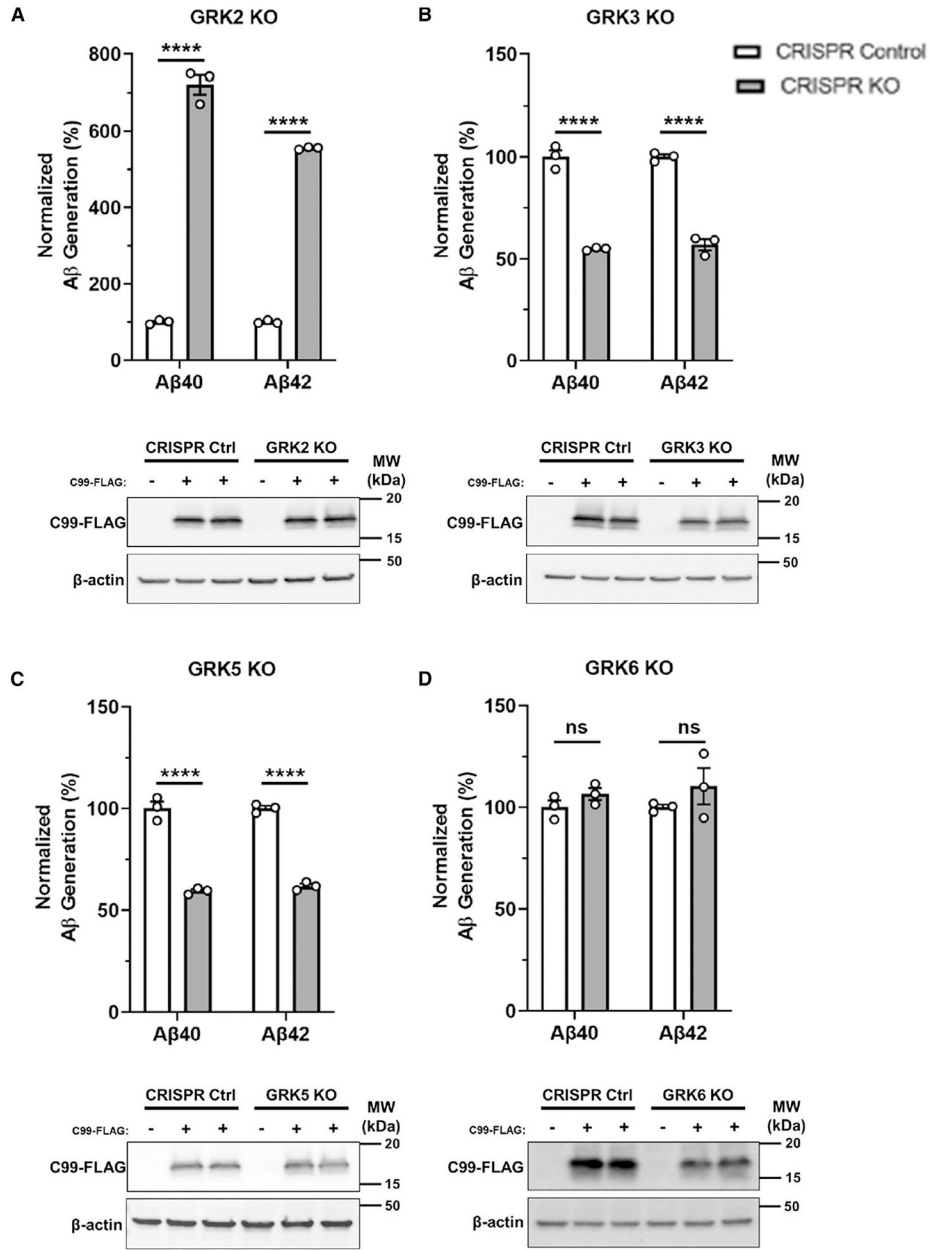 A
GRK2 KO
****
****
800
600
400
200
0
Normalized
Aβ Generation (%)
Aβ40
Aβ42
CRISPR Ctrl
GRK2 KO
MW
(kDa)
C99-FLAG:
- + + - + +
C99-FLAG
20
15
β-actin
50
B
GRK3 KO
CRISPR Control
CRISPR KO
****
****
150
100
50
0
Normalized
Aβ Generation (%)
Aβ40
Aβ42
CRISPR Ctrl
GRK3 KO
MW
(kDa)
C99-FLAG:
- + + - + +
C99-FLAG
20
15
β-actin
50
C
GRK5 KO
****
****
150
100
50
0
Normalized
Aβ Generation (%)
Aβ40
Aβ42
CRISPR Ctrl
GRK5 KO
MW
(kDa)
C99-FLAG:
- + + - + +
C99-FLAG
20
15
β-actin
50
D
GRK6 KO
ns
ns
150
100
50
0
Normalized
Aβ Generation (%)
Aβ40
Aβ42
CRISPR Ctrl
GRK6 KO
MW
(kDa)
C99-FLAG:
- + + - + +
C99-FLAG
20
15
β-actin
50